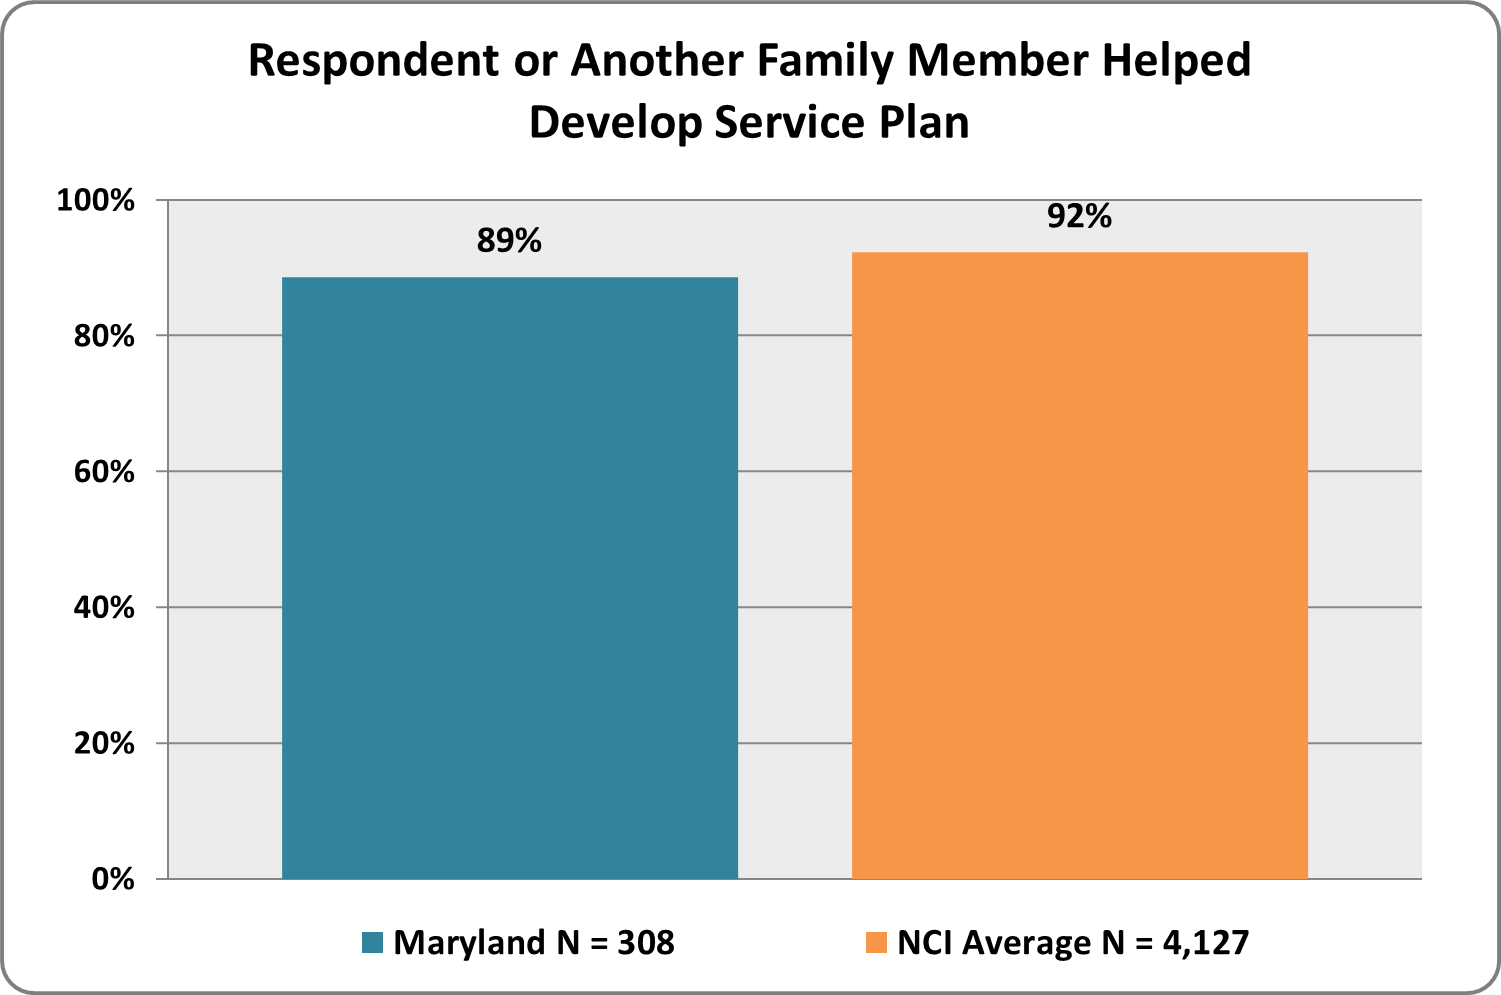 Respondent or Another Family Member Helped
Develop Service Plan
100%
80%
60%
40%
20%
0%
89%
92%
Maryland N = 308
NCI Average N = 4,127